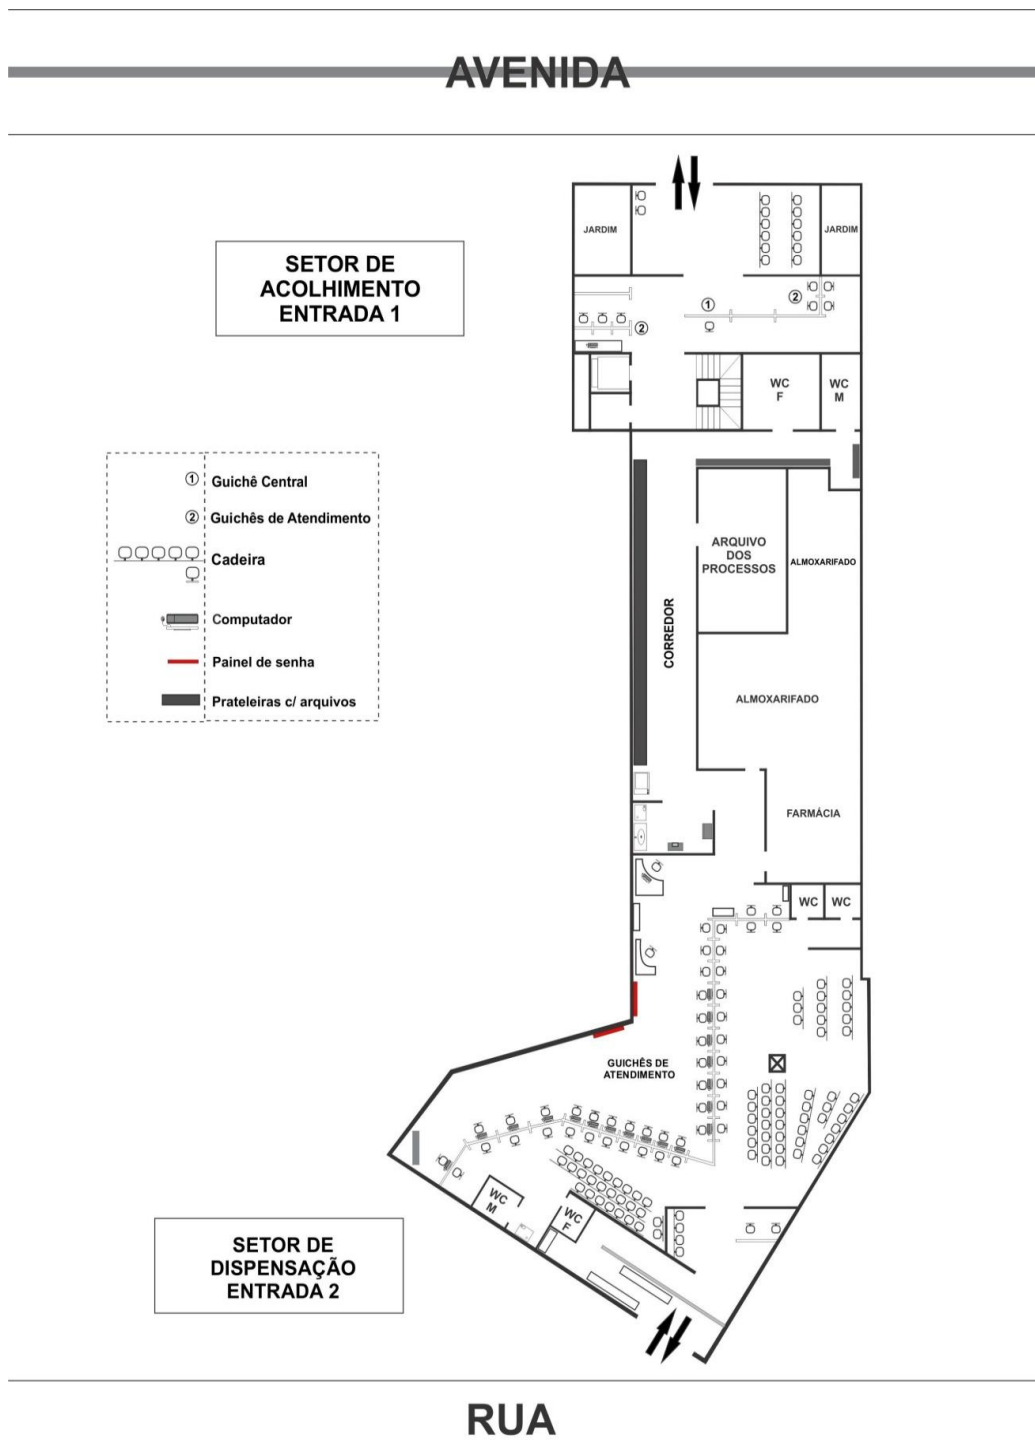 AVENIDA
JARDIM
JARDIM
SETOR DE
ACOLHIMENTO
ENTRADA 1
1
2
2
WC
F
WC
M
1 Guichê Central
2 Guichês de Atendimento
Cadeira
Computador
Painel de senha
Prateleiras c/ arquivos
ARQUIVO
DOS
PROCESSOS
ALMOXARIFADO
CORREDOR
ALMOXARIFADO
FARMÁCIA
WC
WC
GUICHÊS DE
ATENDIMENTO
WC
M
WC
F
SETOR DE
DISPENSAÇÃO
ENTRADA 2
RUA